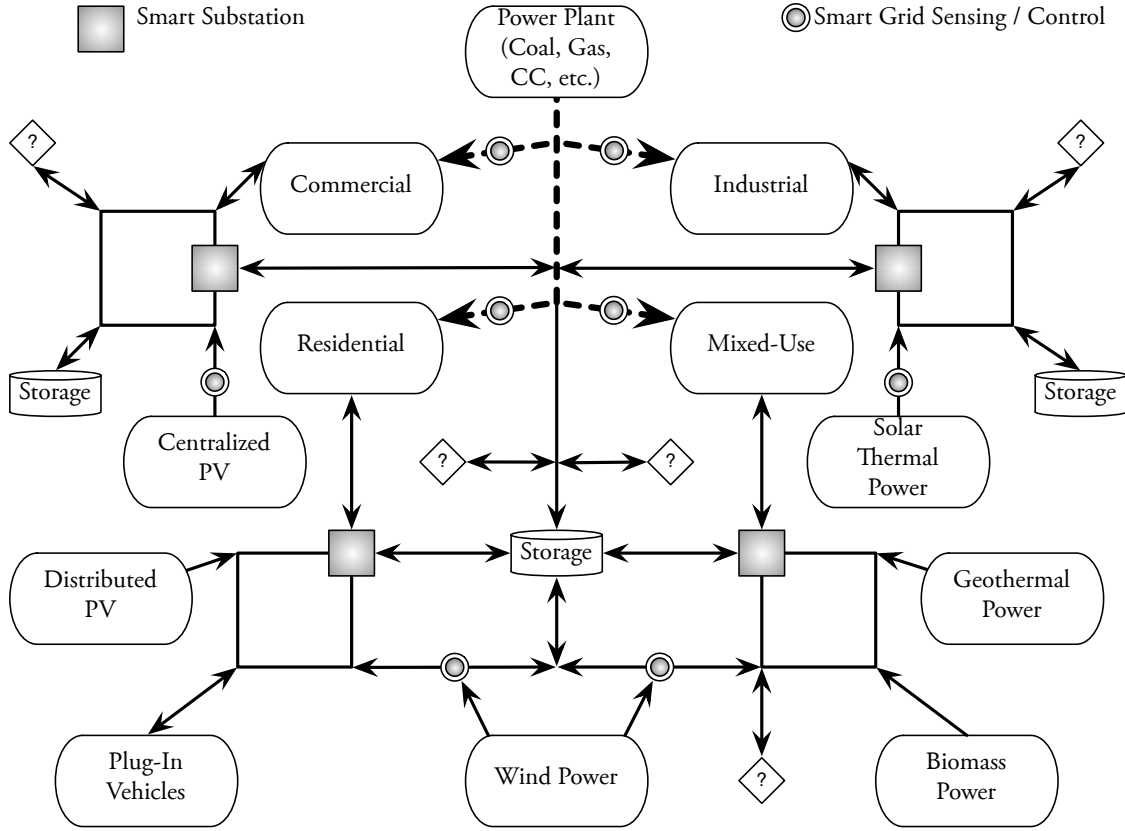 Smart Substation
Power Plant
(Coal, Gas,
CC, etc.)
Smart Grid Sensing / Control
?
?
Commercial
Industrial
Residential
Mixed-Use
Storage
Storage
Centralized
PV
?
?
Solar
Thermal
Power
Storage
Distributed
PV
Geothermal
Power
Plug-In
Vehicles
Wind Power
?
Biomass
Power